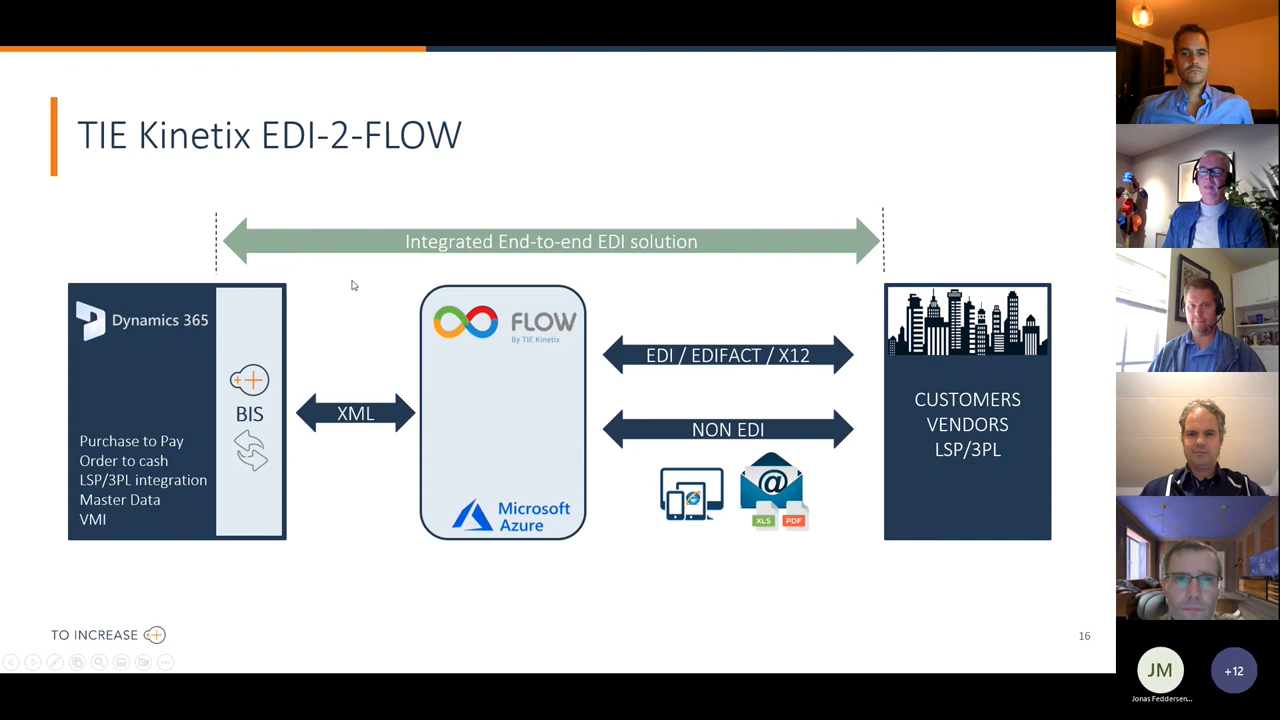 TIE Kinetix EDI-2-FLOW
Integrated End-to-end EDI solution
Dynamics 365
BIS
Purchase to Pay
Order to cash
LSP/3PL integration
Master Data
VMI
XML
FLOW
By TIE Kinetix
Microsoft
Azure
EDI / EDIFACT / X12
NON EDI
@
XLS
PDF
CUSTOMERS
VENDORS
LSP/3PL
TO INCREASE
16
JM
Jonas Feddersen...
+12